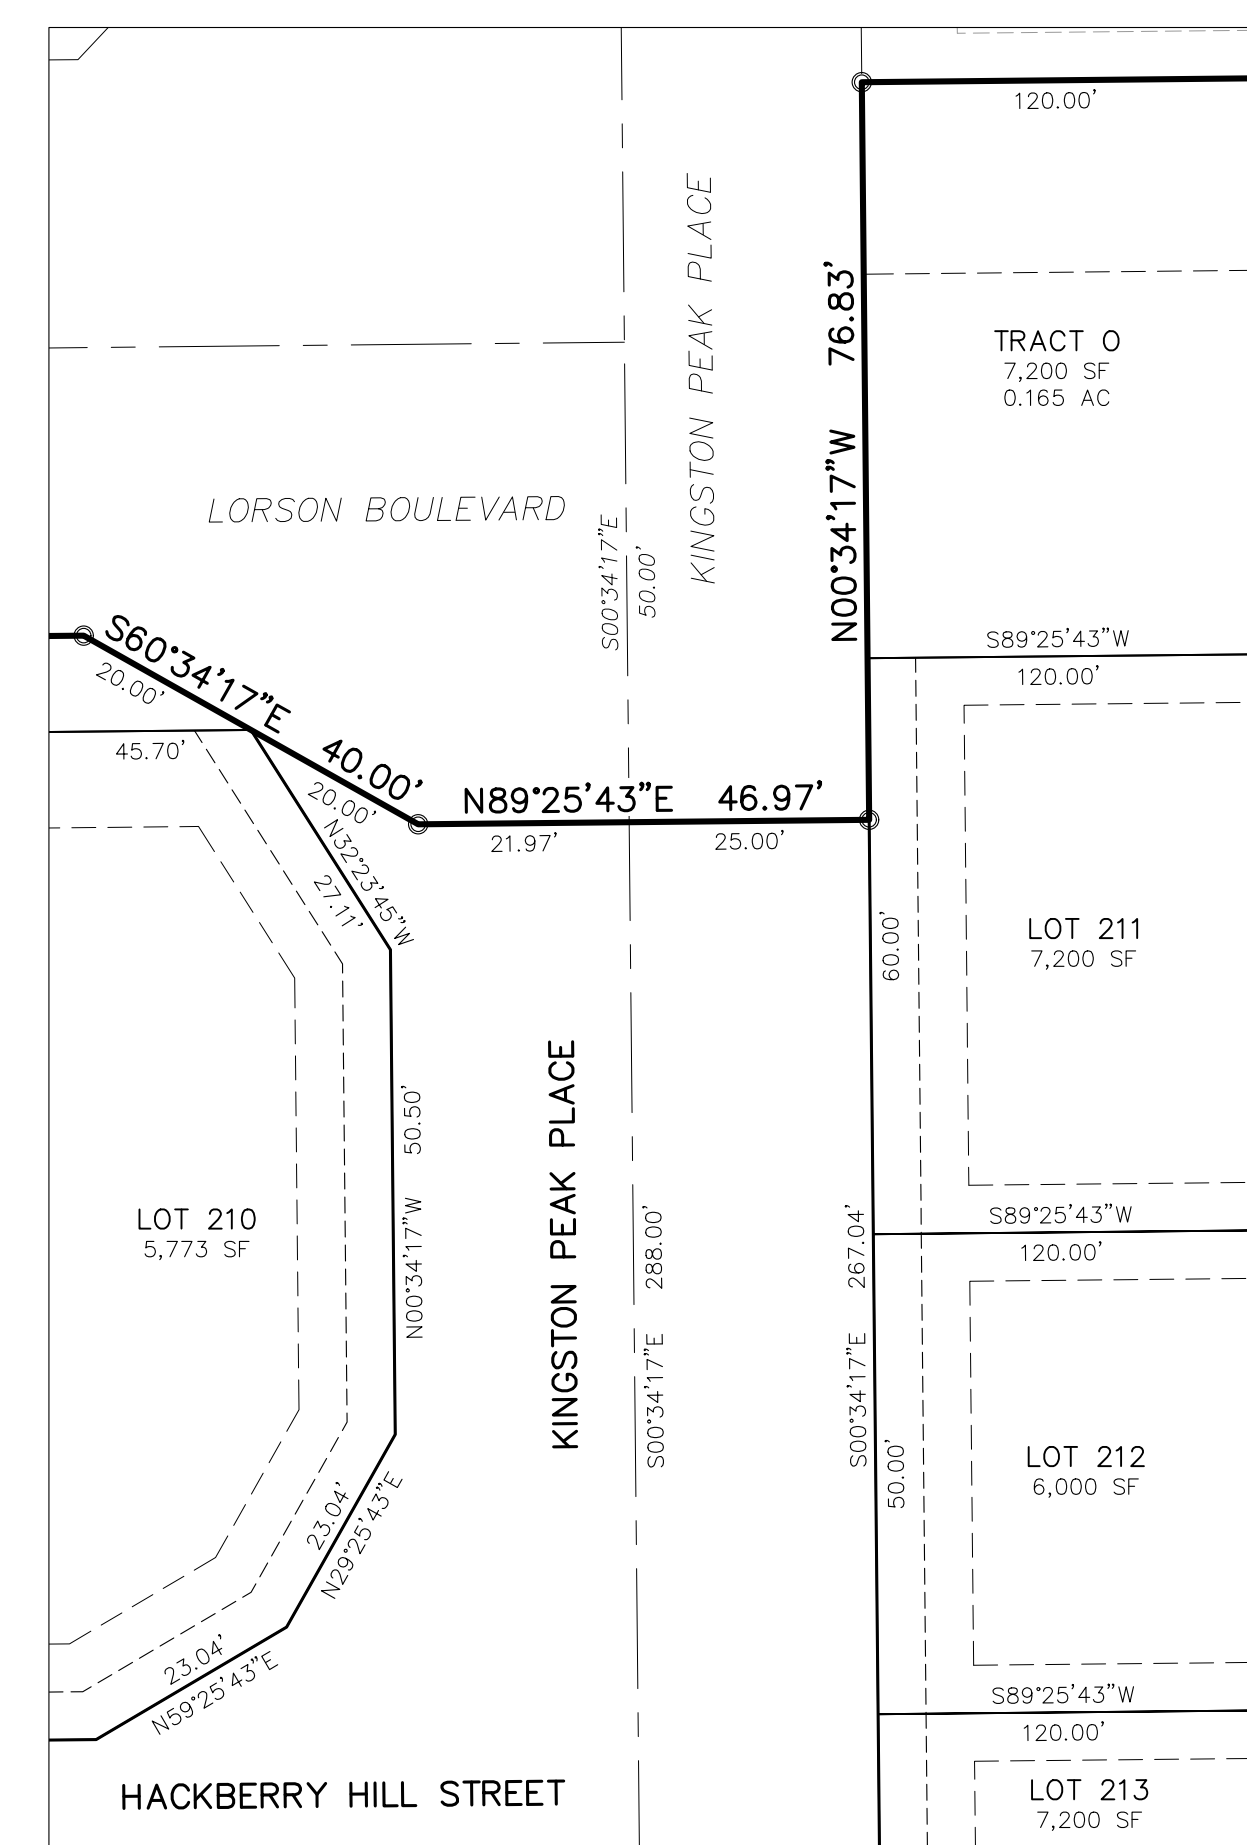 120.00'
KINGSTON PEAK PLACE
N00°34'17"W 76.83'
TRACT O
7,200 SF
0.165 AC
LORSON BOULEVARD
S00°34'17"E
50.00'
S89°25'43"W
120.00'
S60°34'17"E 40.00'
20.00'
20.00'
45.70'
N89°25'43"E 46.97'
21.97'
25.00'
N32°23'45"W
27.11'
60.00'
LOT 211
7,200 SF
KINGSTON PEAK PLACE
N00°34'17"W 50.50'
LOT 210
5,773 SF
S00°34'17"E 288.00'
S00°34'17"E 267.04'
S89°25'43"W
120.00'
50.00'
LOT 212
6,000 SF
23.04'
N29°25'43"E
23.04'
N59°25'43"E
S89°25'43"W
120.00'
HACKBERRY HILL STREET
LOT 213
7,200 SF